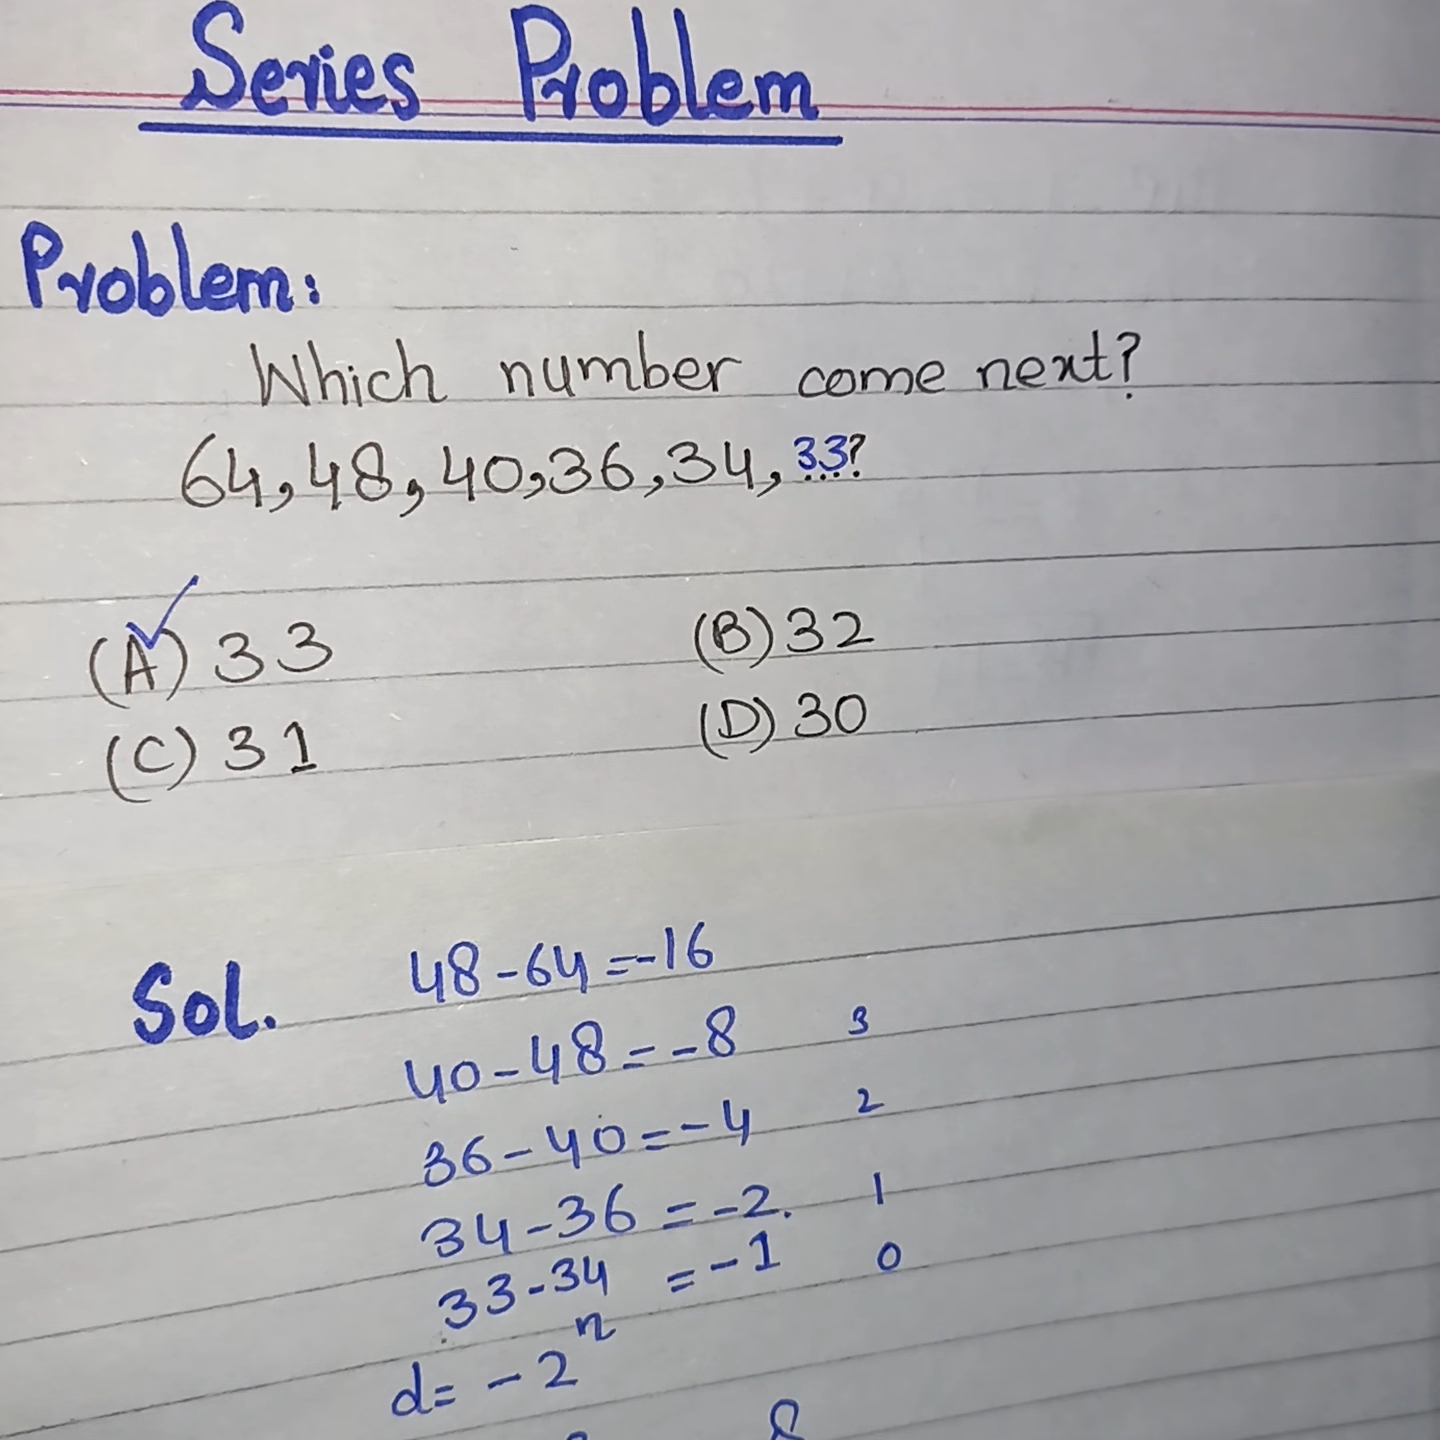 Series Problem
Problem:
Which number come next?
64, 48, 40, 36, 34, 33...?
(A) 33 (B) 32
(C) 31 (D) 30
Sol. 48-64=-16
40-48=-8 3
36-40=-4 2
34-36=-2. 1
33-34=-1 0
d=-2^n